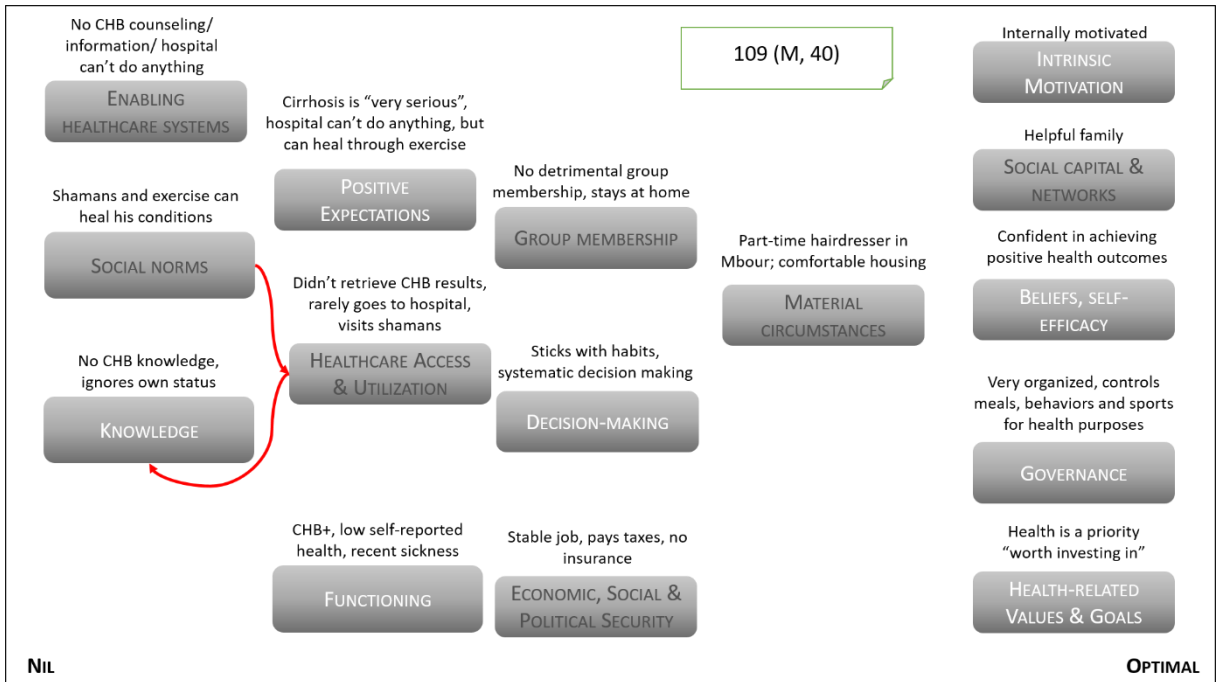 No CHB counseling/
information/ hospital
can't do anything
ENABLING
HEALTHCARE SYSTEMS
Shamans and exercise can
heal his conditions
SOCIAL NORMS
No CHB knowledge,
ignores own status
KNOWLEDGE
Cirrhosis is “very serious”,
hospital can't do anything, but
can heal through exercise
POSITIVE
EXPECTATIONS
Didn't retrieve CHB results,
rarely goes to hospital,
visits shamans
HEALTHCARE ACCESS
& UTILIZATION
CHB+, low self-reported
health, recent sickness
FUNCTIONING
No detrimental group
membership, stays at home
GROUP MEMBERSHIP
Sticks with habits,
systematic decision making
DECISION-MAKING
Stable job, pays taxes, no
insurance
ECONOMIC, SOCIAL &
POLITICAL SECURITY
109 (M, 40)
Part-time hairdresser in
Mbour; comfortable housing
MATERIAL
CIRCUMSTANCES
Internally motivated
INTRINSIC
MOTIVATION
Helpful family
SOCIAL CAPITAL &
NETWORKS
Confident in achieving
positive health outcomes
BELIEFS, SELF-
EFFICACY
Very organized, controls
meals, behaviors and sports
for health purposes
GOVERNANCE
Health is a priority
“worth investing in”
HEALTH-RELATED
VALUES & GOALS
NIL
OPTIMAL